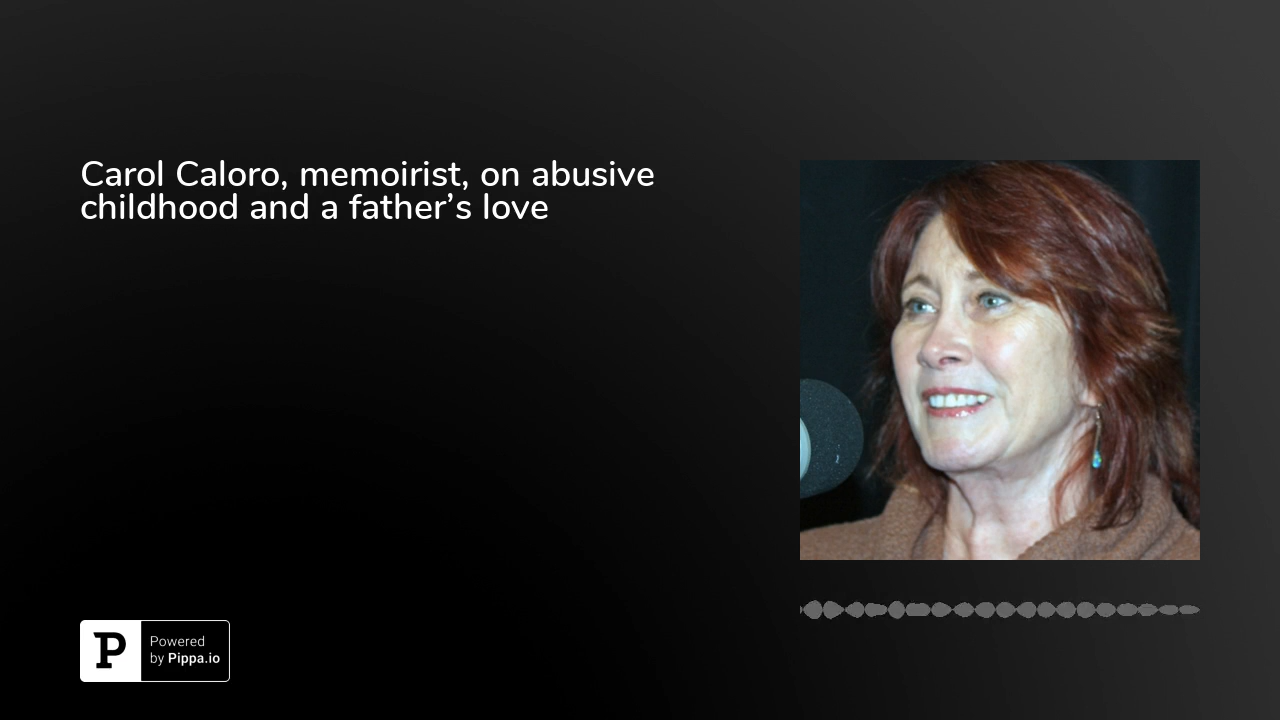 Carol Caloro, memoirist, on abusive
childhood and a father’s love
P
Powered
by Pippa.io